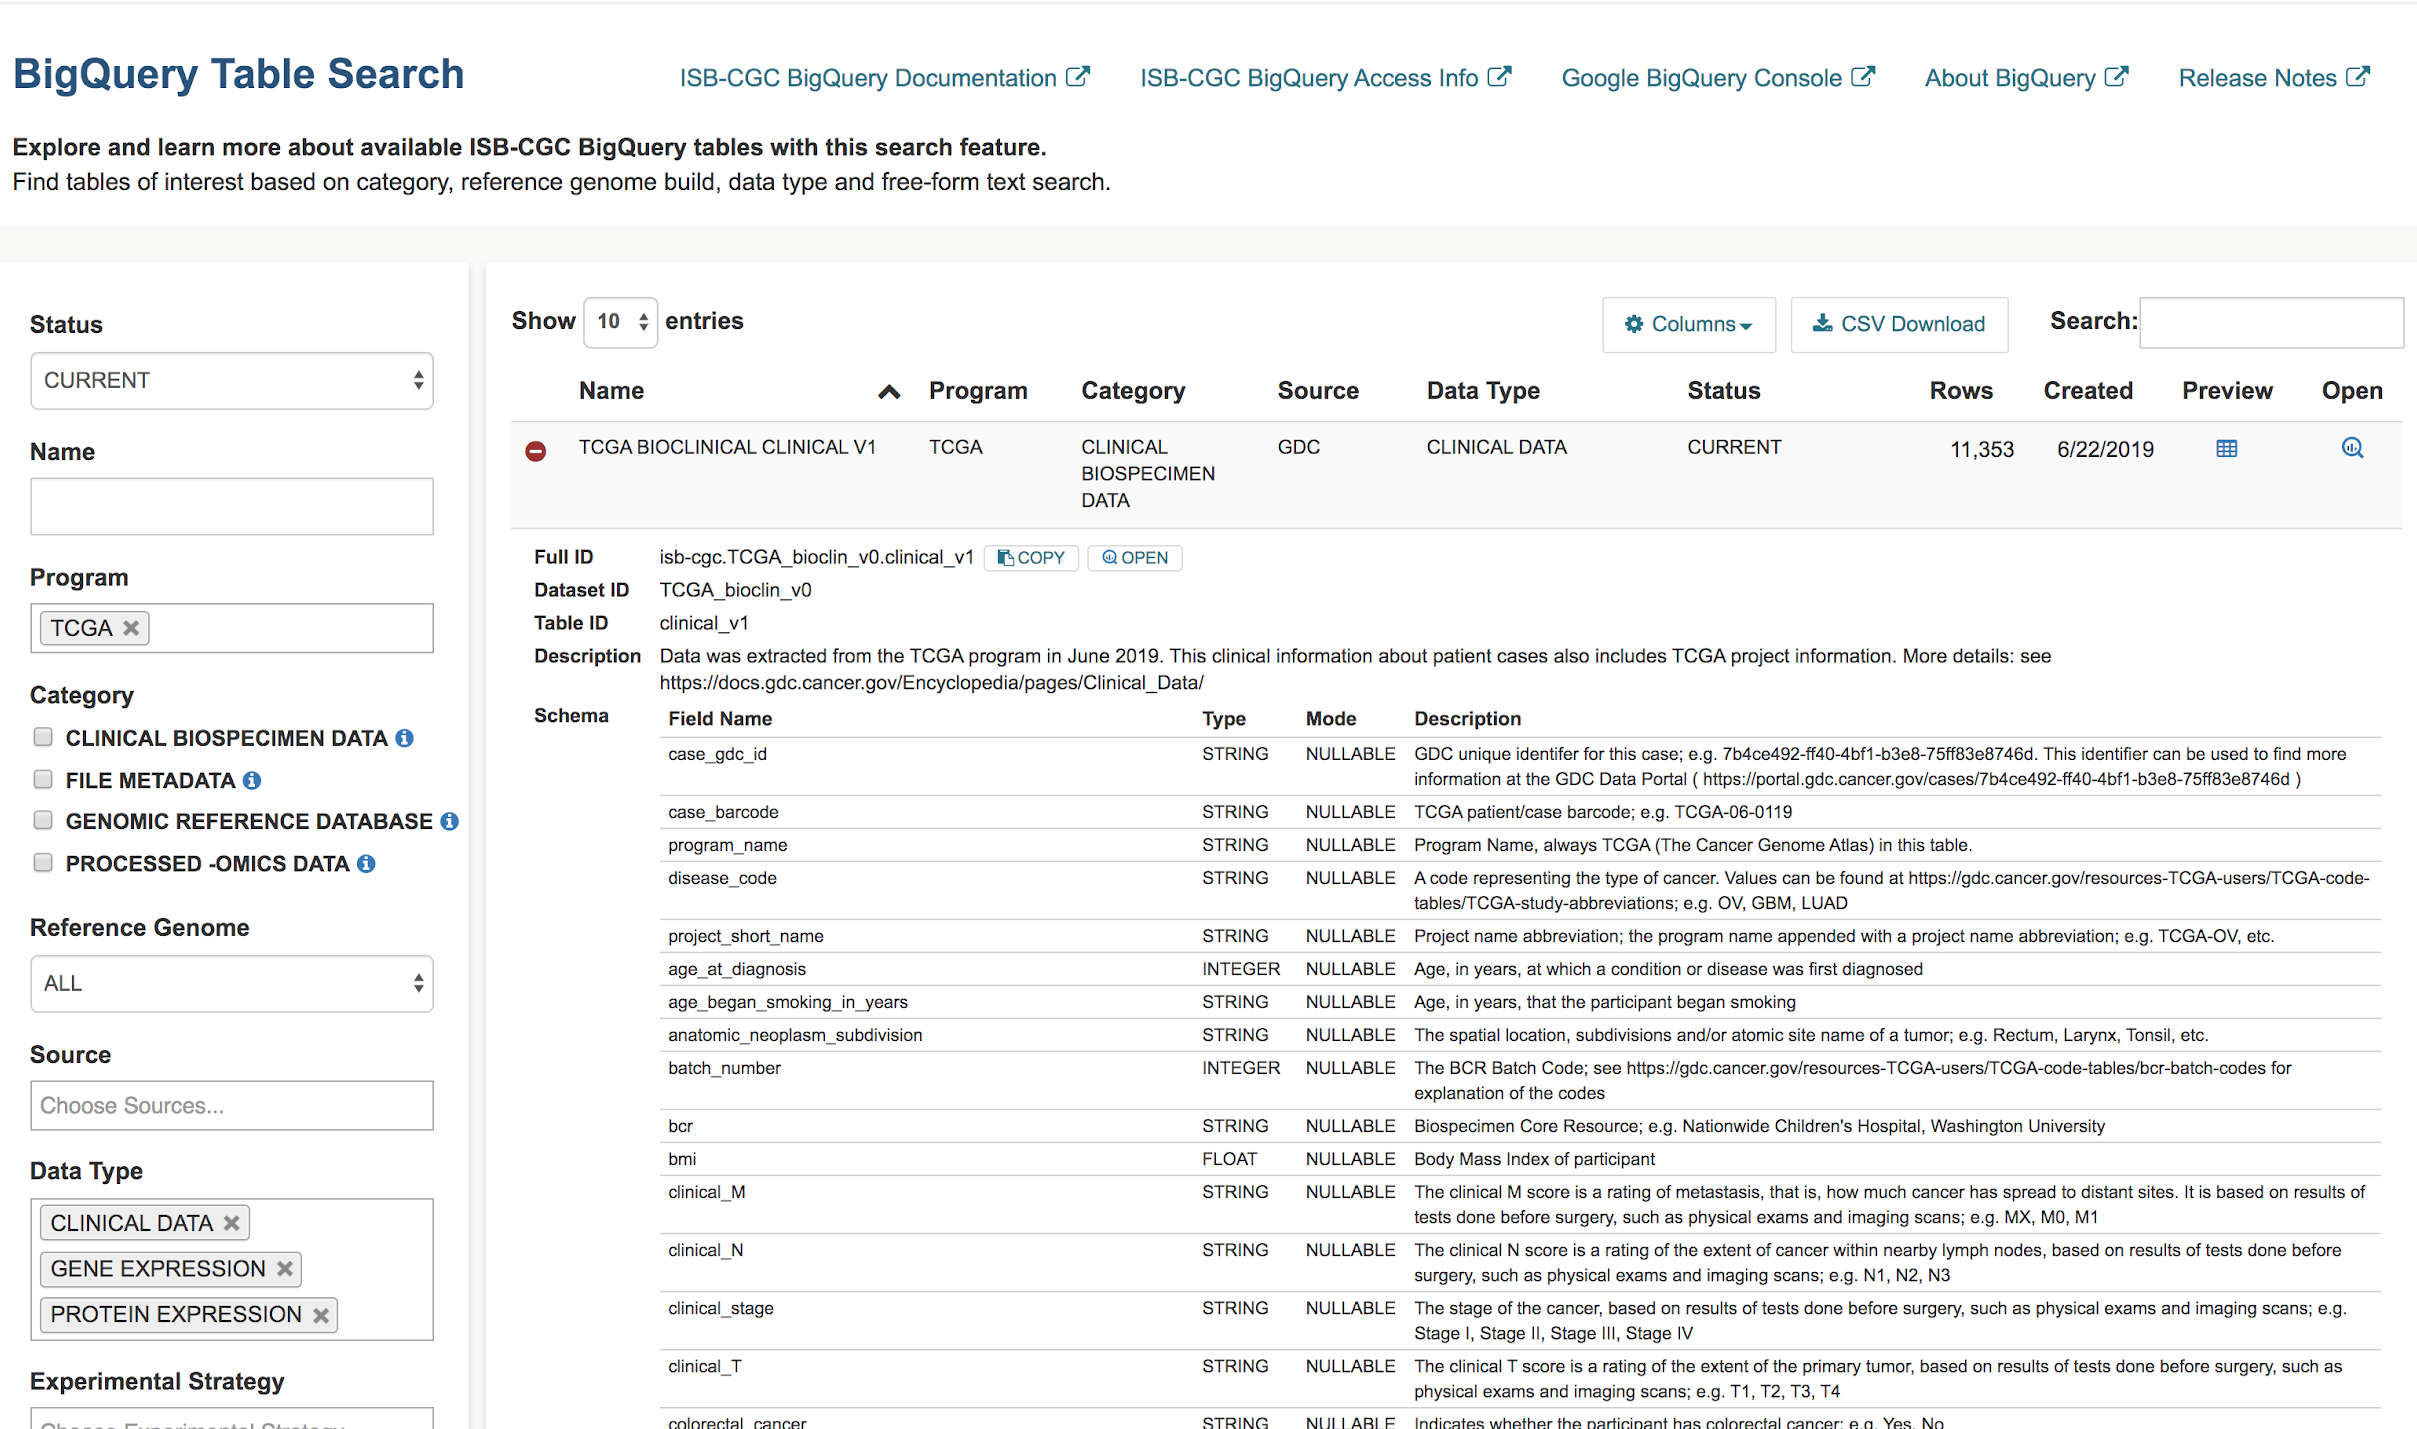 BigQuery Table Search
ISB-CGC BigQuery Documentation
ISB-CGC BigQuery Access Info
Google BigQuery Console
About BigQuery
Release Notes
Explore and learn more about available ISB-CGC BigQuery tables with this search feature.
Find tables of interest based on category, reference genome build, data type and free-form text search.
Status
CURRENT
Name
Program
TCGA
Category
CLINICAL BIOSPECIMEN DATA
FILE METADATA
GENOMIC REFERENCE DATABASE
PROCESSED -OMICS DATA
Reference Genome
ALL
Source
Choose Sources...
Data Type
CLINICAL DATA
GENE EXPRESSION
PROTEIN EXPRESSION
Experimental Strategy
Choose Experimental Strategy
Show 10 entries
Columns
CSV Download
Search:
Name Program Category Source Data Type Status Rows Created Preview Open
TCGA BIOCLINICAL CLINICAL V1 TCGA CLINICAL GDC CLINICAL DATA CURRENT 11,353 6/22/2019
BIOSPECIMEN
DATA
Full ID isb-cgc.TCGA_bioclin_v0.clinical_v1 COPY OPEN
Dataset ID TCGA_bioclin_v0
Table ID clinical_v1
Description Data was extracted from the TCGA program in June 2019. This clinical information about patient cases also includes TCGA project information. More details: see
https://docs.gdc.cancer.gov/Encyclopedia/pages/Clinical_Data/
Schema Field Name Type Mode Description
case_gdc_id STRING NULLABLE GDC unique identifer for this case; e.g. 7b4ce492-ff40-4bf1-b3e8-75ff83e8746d. This identifier can be used to find more
information at the GDC Data Portal ( https://portal.gdc.cancer.gov/cases/7b4ce492-ff40-4bf1-b3e8-75ff83e8746d )
case_barcode STRING NULLABLE TCGA patient/case barcode; e.g. TCGA-06-0119
program_name STRING NULLABLE Program Name, always TCGA (The Cancer Genome Atlas) in this table.
disease_code STRING NULLABLE A code representing the type of cancer. Values can be found at https://gdc.cancer.gov/resources-TCGA-users/TCGA-code-
tables/TCGA-study-abbreviations; e.g. OV, GBM, LUAD
project_short_name STRING NULLABLE Project name abbreviation; the program name appended with a project name abbreviation; e.g. TCGA-OV, etc.
age_at_diagnosis INTEGER NULLABLE Age, in years, at which a condition or disease was first diagnosed
age_began_smoking_in_years STRING NULLABLE Age, in years, that the participant began smoking
anatomic_neoplasm_subdivision STRING NULLABLE The spatial location, subdivisions and/or atomic site name of a tumor; e.g. Rectum, Larynx, Tonsil, etc.
batch_number INTEGER NULLABLE The BCR Batch Code; see https://gdc.cancer.gov/resources-TCGA-users/TCGA-code-tables/bcr-batch-codes for
explanation of the codes
bcr STRING NULLABLE Biospecimen Core Resource; e.g. Nationwide Children's Hospital, Washington University
bmi FLOAT NULLABLE Body Mass Index of participant
clinical_M STRING NULLABLE The clinical M score is a rating of metastasis, that is, how much cancer has spread to distant sites. It is based on results of
tests done before surgery, such as physical exams and imaging scans; e.g. MX, M0, M1
clinical_N STRING NULLABLE The clinical N score is a rating of the extent of cancer within nearby lymph nodes, based on results of tests done before
surgery, such as physical exams and imaging scans; e.g. N1, N2, N3
clinical_stage STRING NULLABLE The stage of the cancer, based on results of tests done before surgery, such as physical exams and imaging scans; e.g.
Stage I, Stage II, Stage III, Stage IV
clinical_T STRING NULLABLE The clinical T score is a rating of the extent of the primary tumor, based on results of tests done before surgery, such as
physical exams and imaging scans; e.g. T1, T2, T3, T4
colorectal_cancer STRING NULLABLE Indicates whether the participant has colorectal cancer; e.g. Yes, No